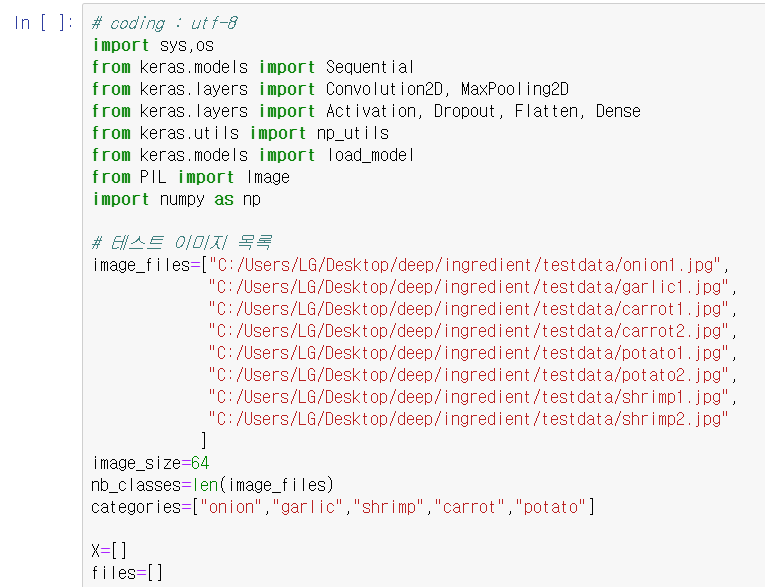 In [ ]: # coding : utf-8
import sys,os
from keras.models import Sequential
from keras.layers import Convolution2D, MaxPooling2D
from keras.layers import Activation, Dropout, Flatten, Dense
from keras.utils import np_utils
from keras.models import load_model
from PIL import Image
import numpy as np

# 테스트 이미지 목록
image_files=["C:/Users/LG/Desktop/deep/ingredient/testdata/onion1.jpg",
"C:/Users/LG/Desktop/deep/ingredient/testdata/garlic1.jpg",
"C:/Users/LG/Desktop/deep/ingredient/testdata/carrot1.jpg",
"C:/Users/LG/Desktop/deep/ingredient/testdata/carrot2.jpg",
"C:/Users/LG/Desktop/deep/ingredient/testdata/potato1.jpg",
"C:/Users/LG/Desktop/deep/ingredient/testdata/potato2.jpg",
"C:/Users/LG/Desktop/deep/ingredient/testdata/shrimp1.jpg",
"C:/Users/LG/Desktop/deep/ingredient/testdata/shrimp2.jpg"
]
image_size=64
nb_classes=len(image_files)
categories=["onion","garlic","shrimp","carrot","potato"]

X=[]
files=[]